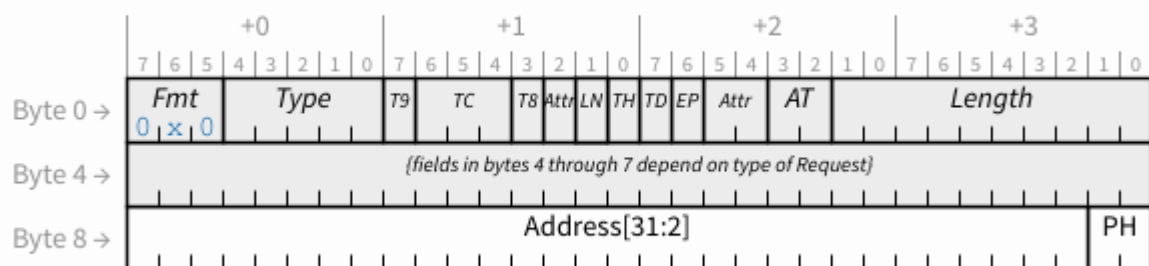 +0 +1 +2 +3
7 6 5 4 3 2 1 0 7 6 5 4 3 2 1 0 7 6 5 4 3 2 1 0 7 6 5 4 3 2 1 0
Byte 0 → Fmt Type T9 TC T8 Attr LN TH TD EP Attr AT Length
0 x 0
Byte 4 → {fields in bytes 4 through 7 depend on type of Request}
Byte 8 → Address[31:2] PH